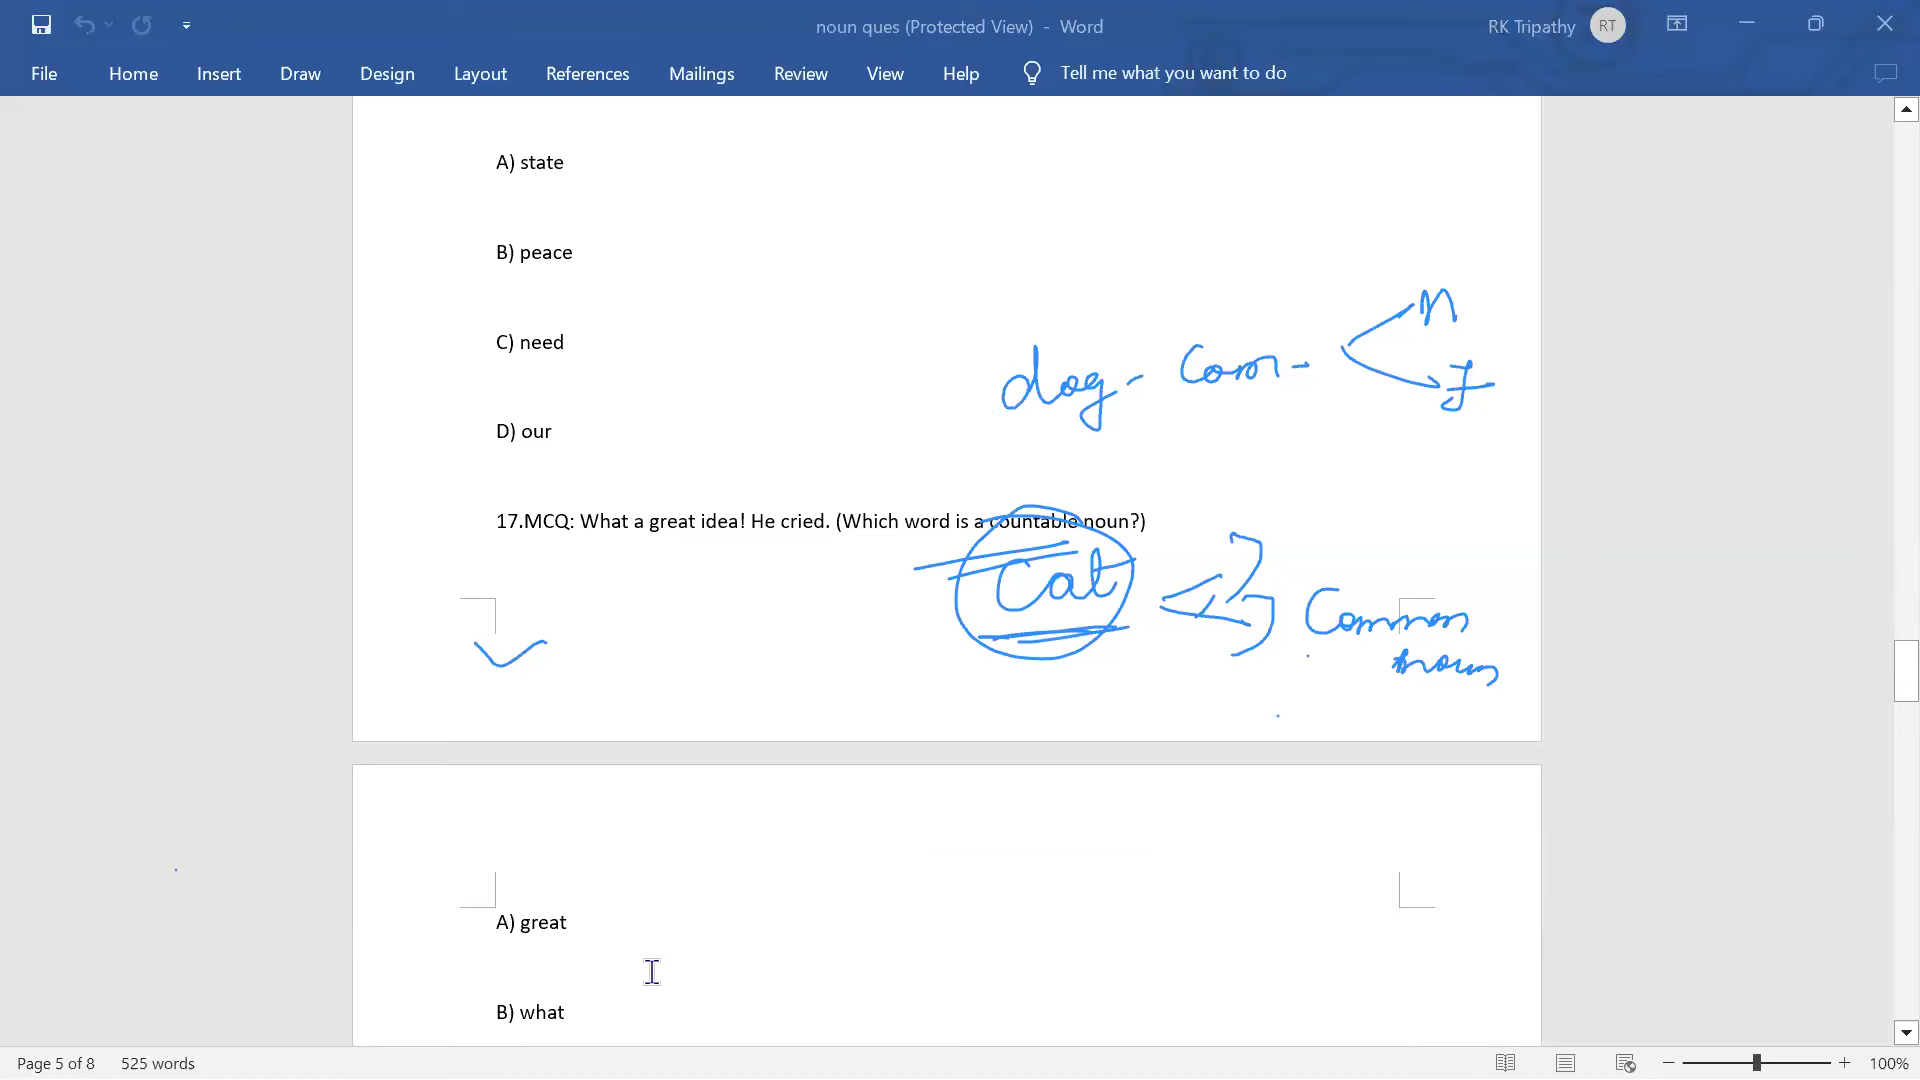 noun ques (Protected View) - Word
RK Tripathy RT
File Home Insert Draw Design Layout References Mailings Review View Help Tell me what you want to do
A) state
B) peace
C) need
D) our
dog - Com - M
F
17.MCQ: What a great idea! He cried. (Which word is a countable noun?)
Cat
Common
noun
A) great
B) what
Page 5 of 8 525 words 100%